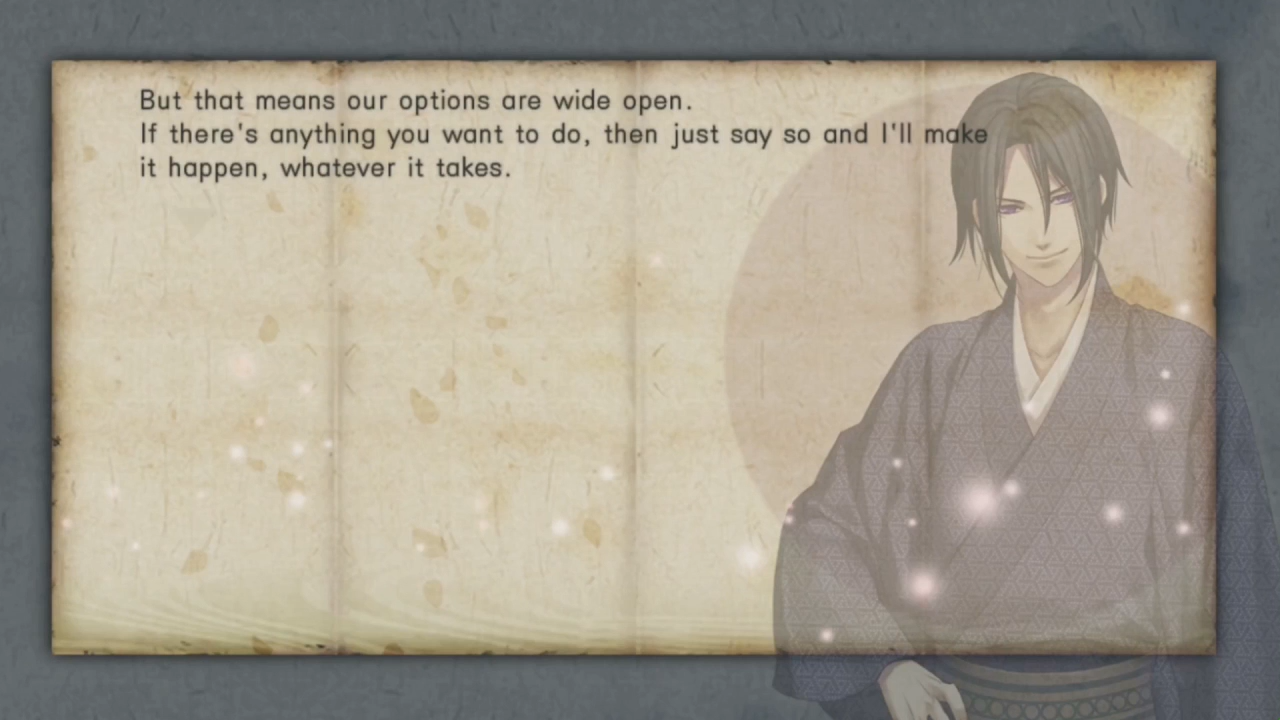 But that means our options are wide open.
If there's anything you want to do, then just say so and I'll make
it happen, whatever it takes.